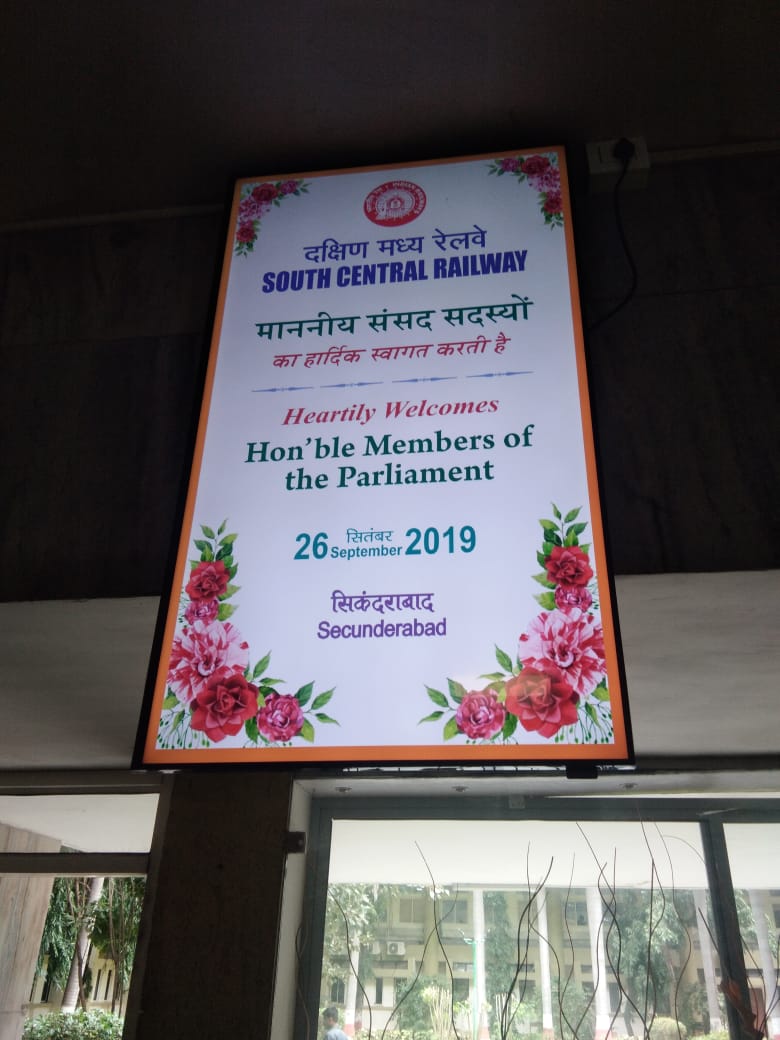 दक्षिण मध्य रेलवे
SOUTH CENTRAL RAILWAY
माननीय संसद सदस्यों
का हार्दिक स्वागत करती है
Heartily Welcomes
Hon'ble Members of
the Parliament
26 सितंबर September 2019
सिकंदराबाद
Secunderabad